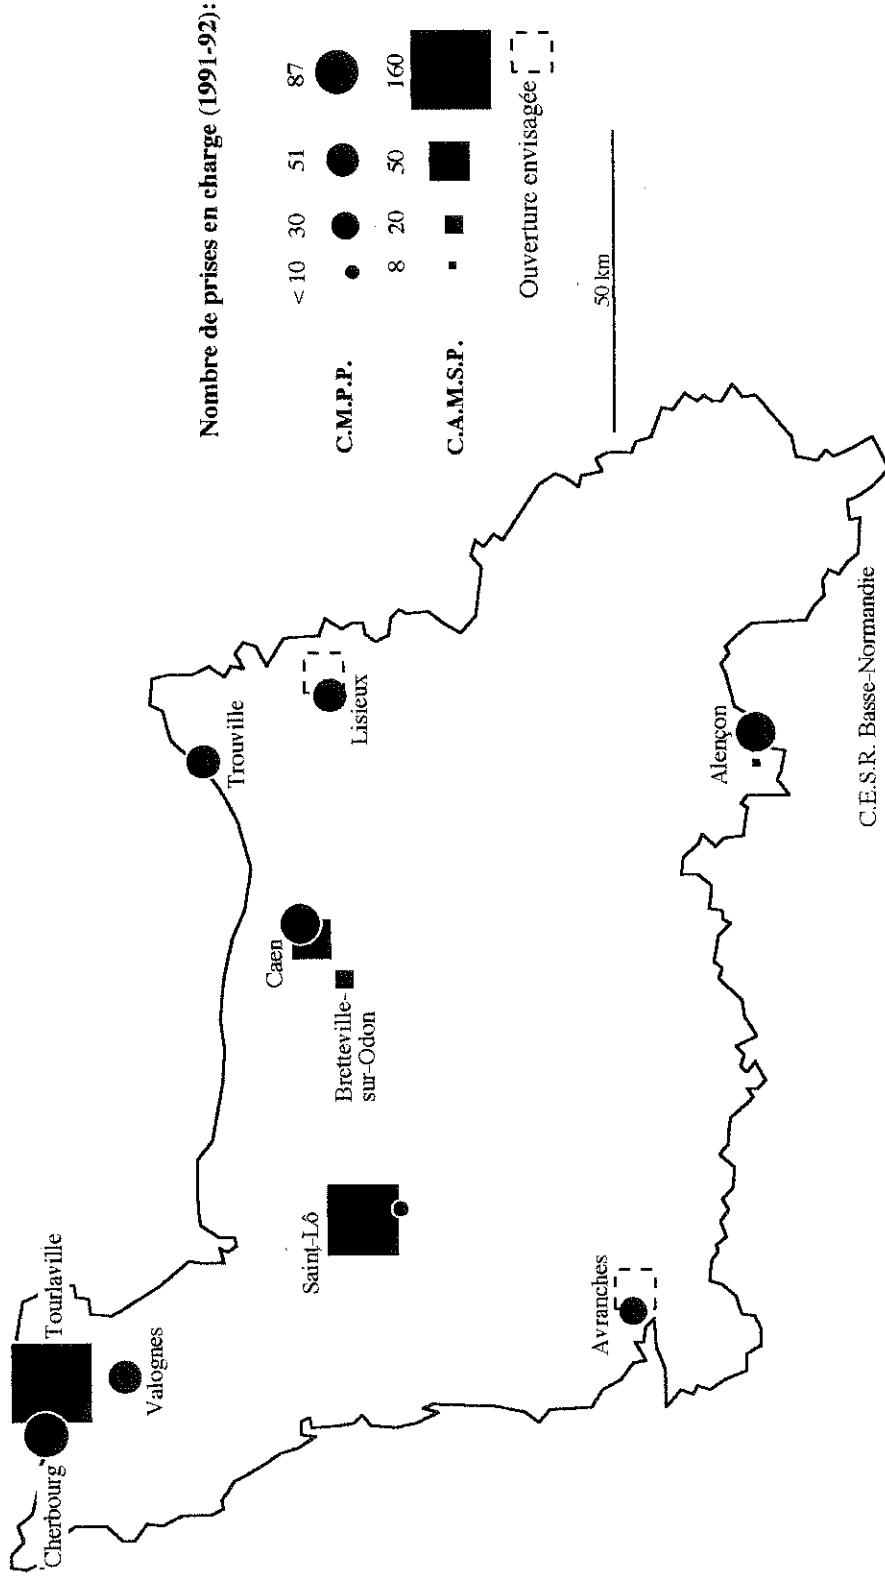 Nombre de prises en charge (1991-92):
< 10 30 51 87
C.M.P.P.
8 20 50 160
C.A.M.S.P.
Ouverture envisagée
50 km
Cherbourg
Tourlaville
Valognes
Saint-Lô
Caen
Bretteville-
sur-Odon
Trouville
Lisieux
Avranches
Alençon
C.E.S.R. Basse-Normandie